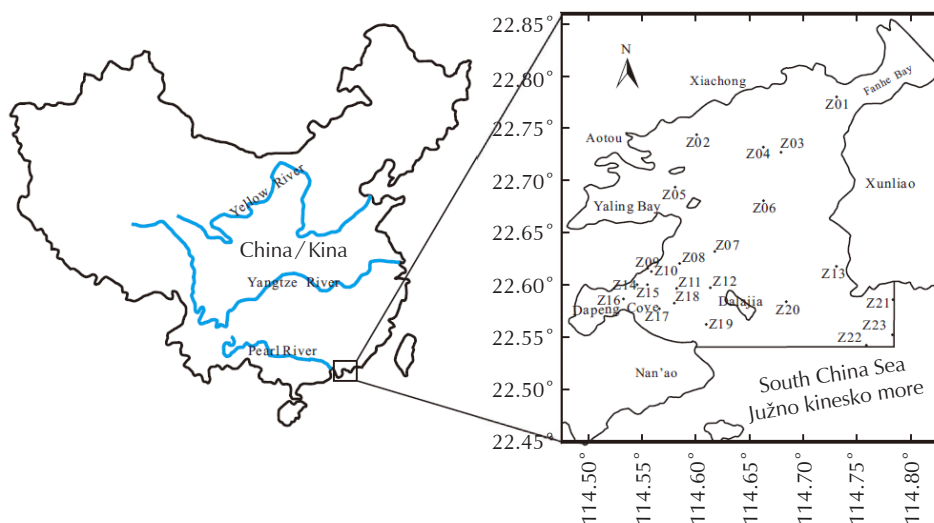 Yellow River
China/Kina
Yangtze River
Pearl River
22.85°
22.80°
22.75°
22.70°
22.65°
22.60°
22.55°
22.50°
22.45°
N
Xiachong
Fanhe Bay
Z01
Aotou
Z02
Z04
Z03
Xunliao
Z05
Yaling Bay
Z06
Z07
Z09
Z08
Z10
Z13
Z14
Z11
Z12
Z16
Z15
Z18
Dalajia
Z21
Dapeng Cove
Z17
Z20
Z19
Z23
Z22
Nan'ao
South China Sea
Južno kinesko more
114.50°
114.55°
114.60°
114.65°
114.70°
114.75°
114.80°